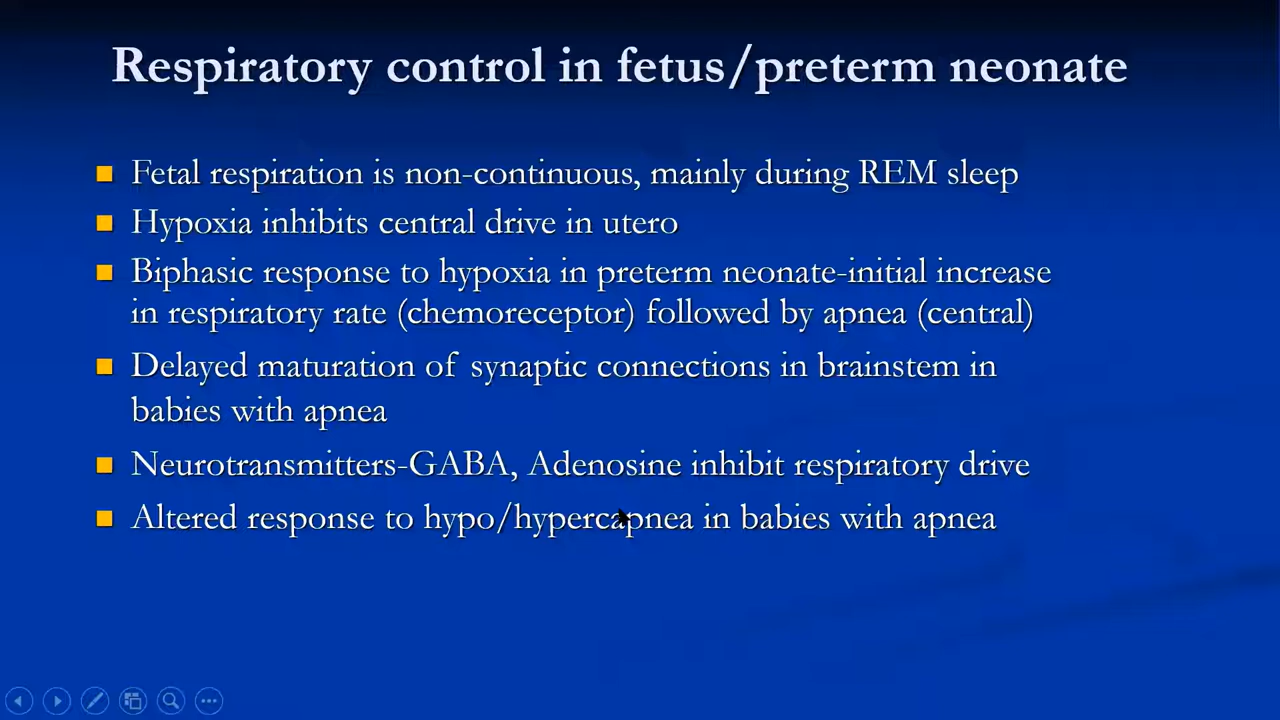 Respiratory control in fetus/preterm neonate
Fetal respiration is non-continuous, mainly during REM sleep
Hypoxia inhibits central drive in utero
Biphasic response to hypoxia in preterm neonate-initial increase
in respiratory rate (chemoreceptor) followed by apnea (central)
Delayed maturation of synaptic connections in brainstem in
babies with apnea
Neurotransmitters-GABA, Adenosine inhibit respiratory drive
Altered response to hypo/hypercapnea in babies with apnea